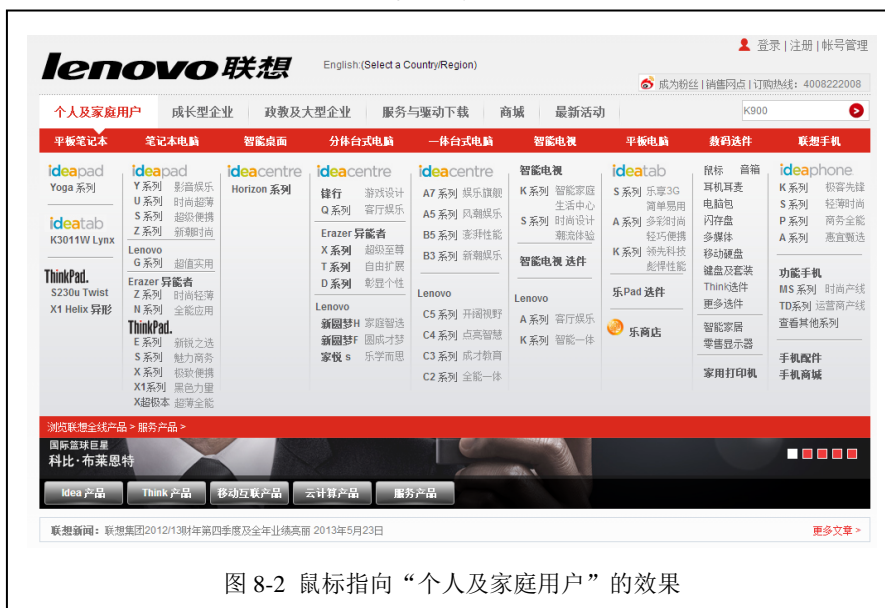 登录 | 注册 | 帐号管理
lenovo联想 English:(Select a Country/Region)
成为粉丝 | 销售网点 | 订购热线：4008222008
个人及家庭用户 成长型企业 政教及大型企业 服务与驱动下载 商城 最新活动 K900
平板笔记本 笔记本电脑 智能桌面 分体台式电脑 一体台式电脑 智能电视 平板电脑 数码选件 联想手机
ideapad
Yoga 系列
ideatab
K3011W Lynx
ThinkPad.
S230u Twist
X1 Helix 异形
ideapad
Y系列 影音娱乐
U系列 时尚超薄
S系列 超级便携
Z系列 新潮时尚
Lenovo
G系列 超值实用
Erazer 异能者
Z系列 时尚轻薄
N系列 全能应用
ThinkPad.
E系列 新锐之选
S系列 魅力商务
X系列 极致便携
X1系列 黑色力量
X超极本 超薄全能
ideacentre
Horizon 系列
ideacentre
锋行 游戏设计
Q系列 客厅娱乐
Erazer 异能者
X系列 超级至尊
T系列 自由扩展
D系列 彰显个性
Lenovo
新圆梦H 家庭智选
新圆梦F 圆成才梦
家悦 s 乐学而思
ideacentre
A7 系列 娱乐旗舰
A5 系列 风潮娱乐
B5 系列 澎湃性能
B3 系列 新潮娱乐
Lenovo
C5 系列 开阔视野
C4 系列 点亮智慧
C3 系列 成才教育
C2 系列 全能一体
智能电视
K系列 智能家庭
生活中心
S系列 时尚设计
潮流体验
智能电视 选件
Lenovo
A系列 客厅娱乐
K系列 智能一体
ideatab
S系列 乐享3G
简单易用
A系列 多彩时尚
轻巧便携
K系列 领先科技
彪悍性能
乐Pad 选件
乐商店
鼠标 音箱
耳机耳麦
电脑包
闪存盘
多媒体
移动硬盘
键盘及套装
Think选件
更多选件
智能家居
零售显示器
家用打印机
ideaphone
K系列 极客先锋
S系列 轻薄时尚
P系列 商务全能
A系列 惠宜甄选
功能手机
MS系列 时尚产线
TD系列 运营商产线
查看其他系列
手机配件
手机商城
浏览联想全线产品 > 服务产品 >
国际篮球巨星
科比·布莱恩特
Idea 产品 Think 产品 移动互联产品 云计算产品 服务产品
联想新闻：联想集团2012/13财年第四季度及全年业绩亮丽 2013年5月23日 更多文章 >
图 8-2 鼠标指向“个人及家庭用户”的效果